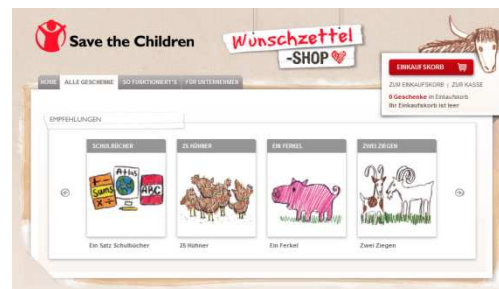 Save the Children
Wunschzettel
-SHOP
EINKAUFSKORB
ZUM EINKAUFSKORB | ZUR KASSE
0 Geschenke im Einkaufskorb
Ihr Einkaufskorb ist leer
HOME
ALLE GESCHENKE
SO FUNKTIONIERT'S
FÜR UNTERNEHMEN
EMPFEHLUNGEN
SCHULBÜCHER
25 HÜHNER
EIN FERKEL
ZWEI ZIEGEN
Atlas
Sums
ABC
Ein Satz Schulbücher
25 Hühner
Ein Ferkel
Zwei Ziegen